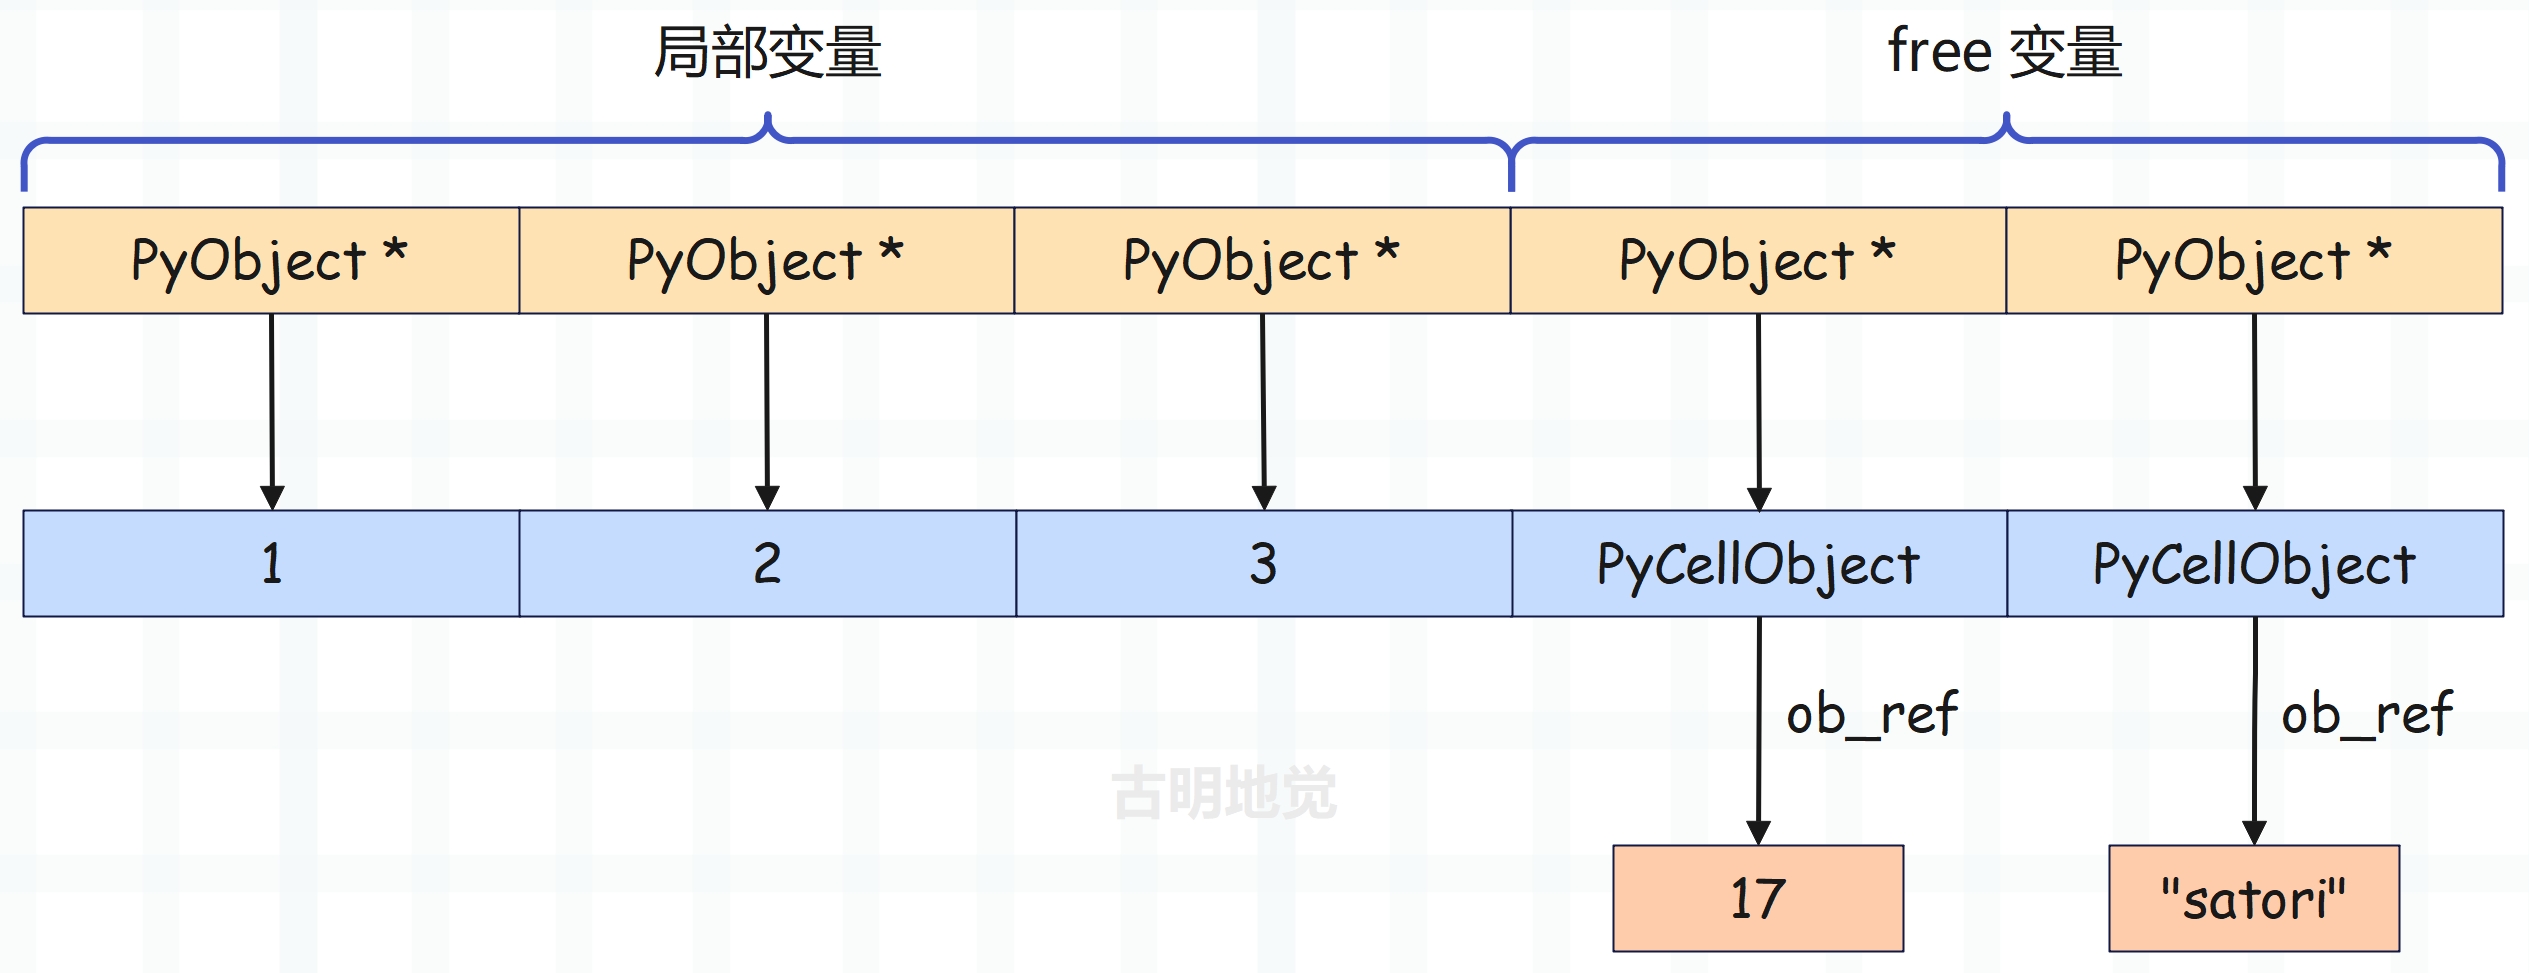 局部变量
free 变量
PyObject *
PyObject *
PyObject *
PyObject *
PyObject *
1
2
3
PyCellObject
PyCellObject
ob_ref
ob_ref
古明地觉
17
"satori"